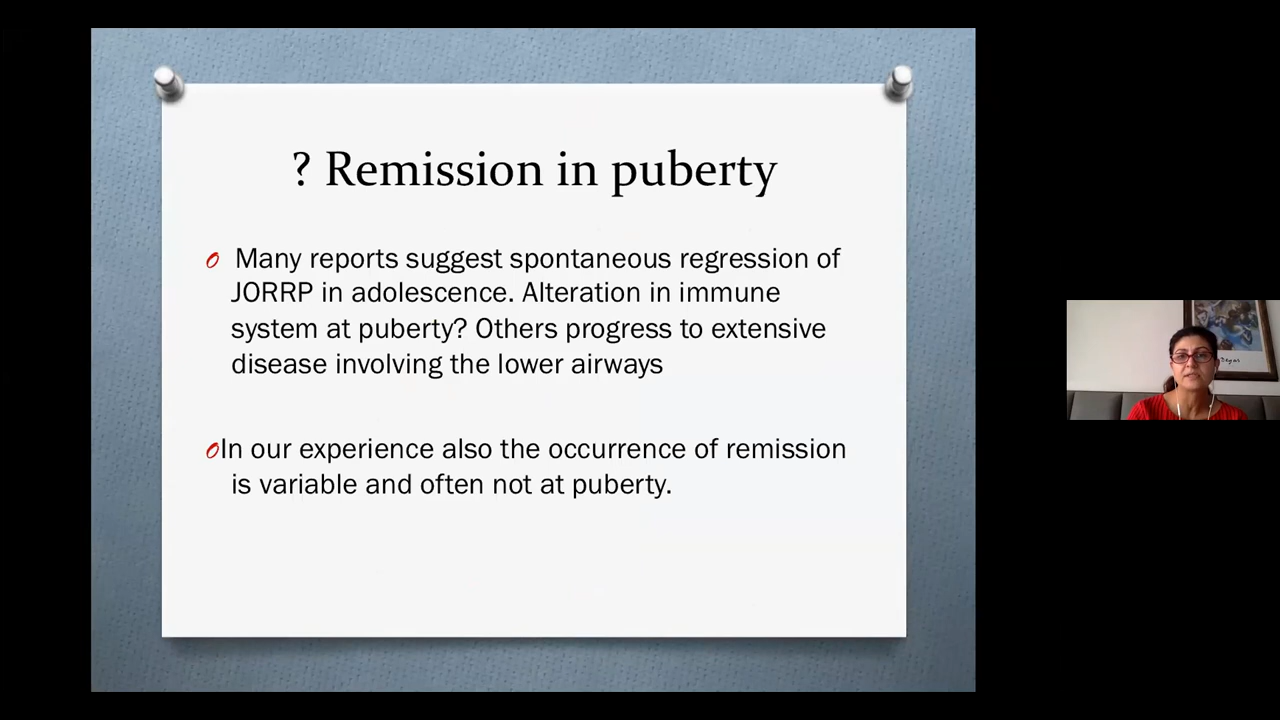 ? Remission in puberty
Many reports suggest spontaneous regression of
JORRP in adolescence. Alteration in immune
system at puberty? Others progress to extensive
disease involving the lower airways
In our experience also the occurrence of remission
is variable and often not at puberty.
Degas